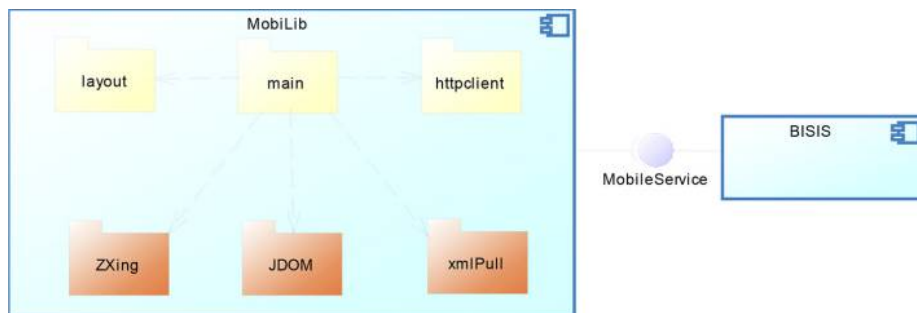 MobiLib
layout
main
httpclient
BISIS
MobileService
ZXing
JDOM
xmlPull